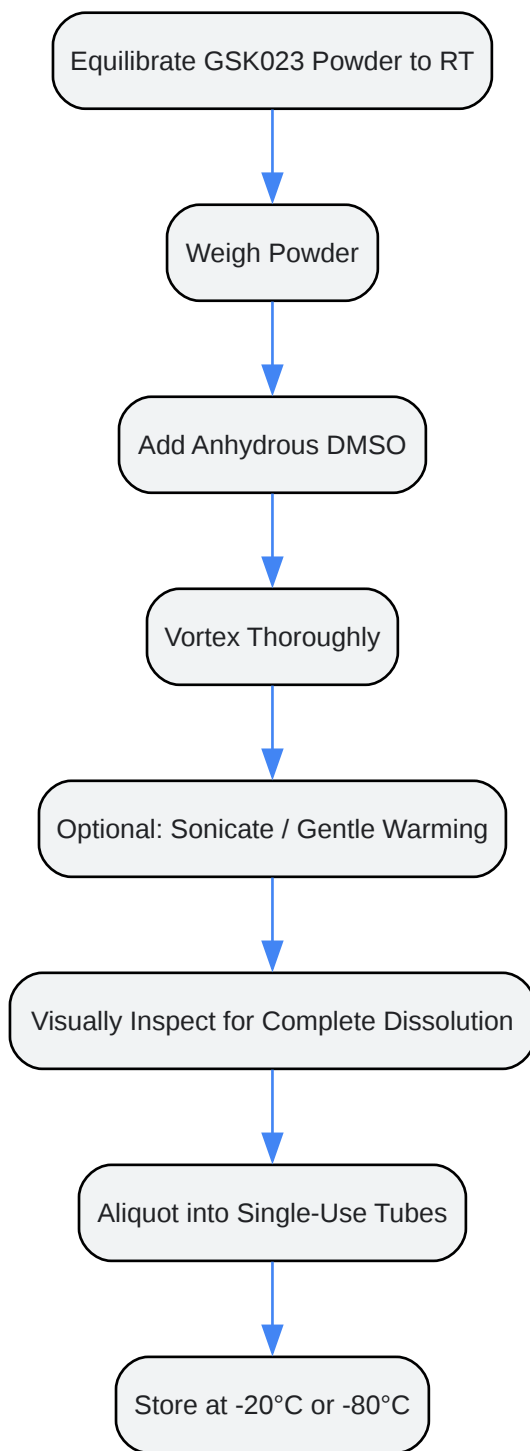 Equilibrate GSK023 Powder to RT
Weigh Powder
Add Anhydrous DMSO
Vortex Thoroughly
Optional: Sonicate / Gentle Warming
Visually Inspect for Complete Dissolution
Aliquot into Single-Use Tubes
Store at -20°C or -80°C